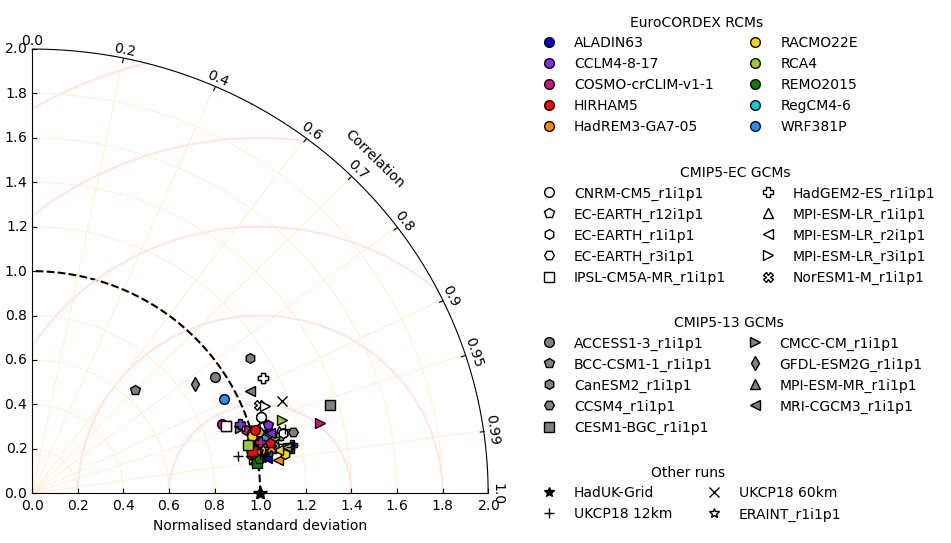 0.0
0.2
0.4
0.6
Correlation
0.7
0.8
0.9
0.95
0.99
1.0
2.0
1.8
1.6
1.4
1.2
1.0
0.8
0.6
0.4
0.2
0.0
0.0 0.2 0.4 0.6 0.8 1.0 1.2 1.4 1.6 1.8 2.0
Normalised standard deviation
EuroCORDEX RCMs
ALADIN63 RACMO22E
CCLM4-8-17 RCA4
COSMO-crCLIM-v1-1 REMO2015
HIRHAM5 RegCM4-6
HadREM3-GA7-05 WRF381P
CMIP5-EC GCMs
CNRM-CM5_r1i1p1 HadGEM2-ES_r1i1p1
EC-EARTH_r12i1p1 MPI-ESM-LR_r1i1p1
EC-EARTH_r1i1p1 MPI-ESM-LR_r2i1p1
EC-EARTH_r3i1p1 MPI-ESM-LR_r3i1p1
IPSL-CM5A-MR_r1i1p1 NorESM1-M_r1i1p1
CMIP5-13 GCMs
ACCESS1-3_r1i1p1 CMCC-CM_r1i1p1
BCC-CSM1-1_r1i1p1 GFDL-ESM2G_r1i1p1
CanESM2_r1i1p1 MPI-ESM-MR_r1i1p1
CCSM4_r1i1p1 MRI-CGCM3_r1i1p1
CESM1-BGC_r1i1p1
Other runs
HadUK-Grid UKCP18 60km
UKCP18 12km ERAINT_r1i1p1